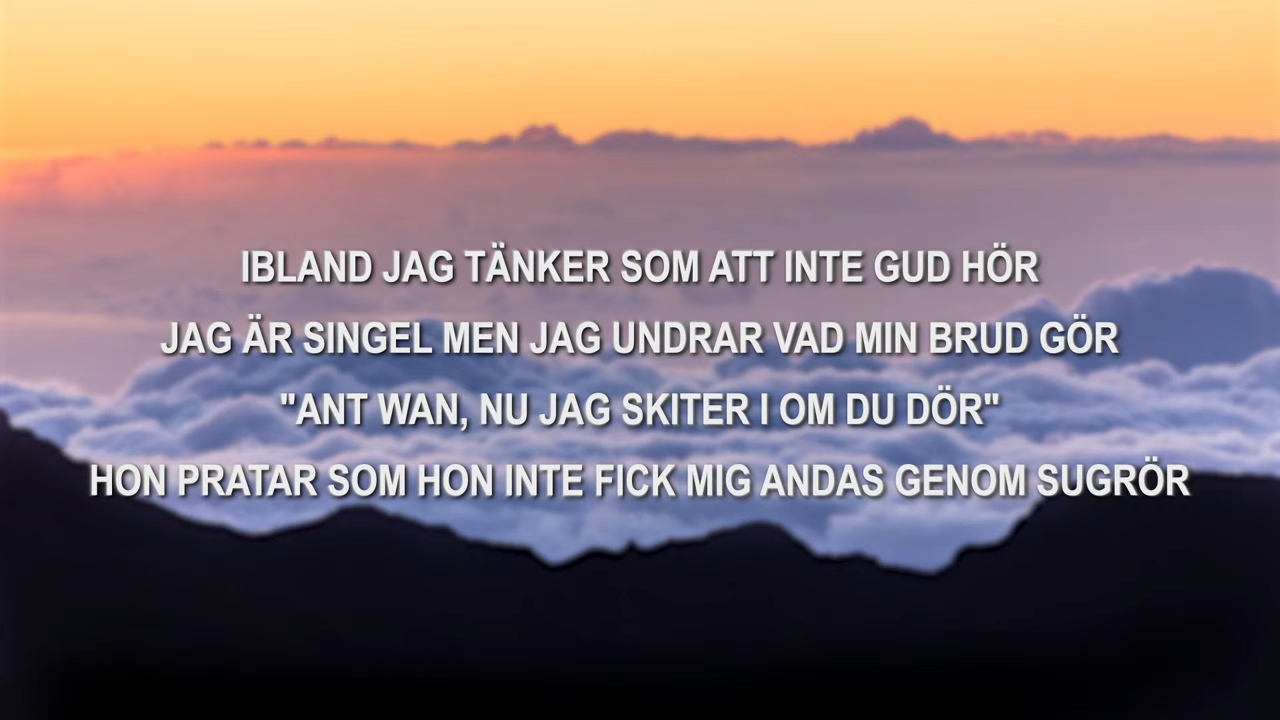 IBLAND JAG TÄNKER SOM ATT INTE GUD HÖR
JAG ÄR SINGEL MEN JAG UNDRAR VAD MIN BRUD GÖR
"ANT WAN, NU JAG SKITER I OM DU DÖR"
HON PRATAR SOM HON INTE FICK MIG ANDAS GENOM SUGRÖR